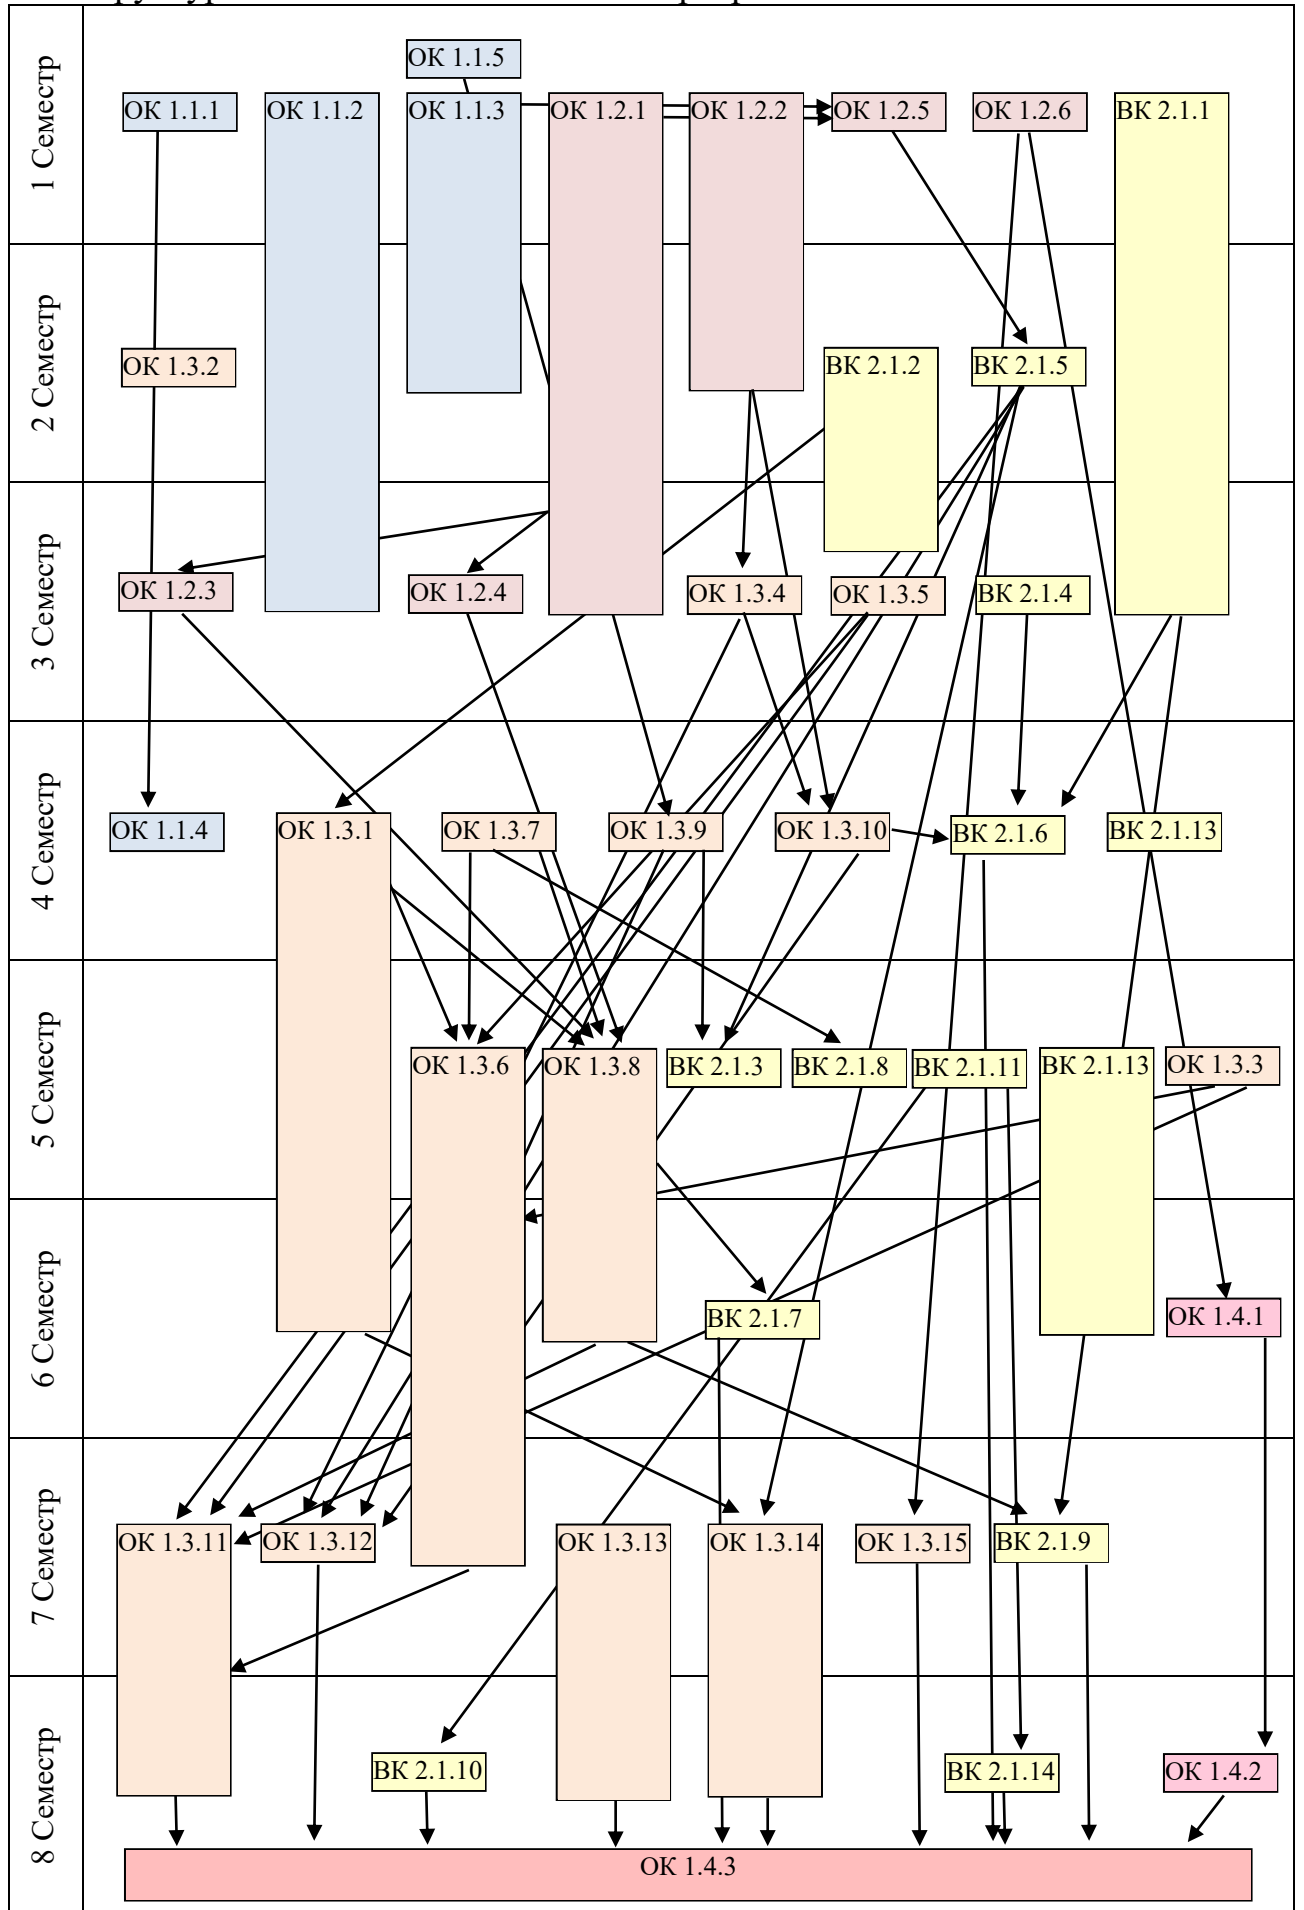 1 Семестр
ОК 1.1.5
ОК 1.1.1
ОК 1.1.2
ОК 1.1.3
ОК 1.2.1
ОК 1.2.2
ОК 1.2.5
ОК 1.2.6
ВК 2.1.1
2 Семестр
ОК 1.3.2
ВК 2.1.2
ВК 2.1.5
3 Семестр
ОК 1.2.3
ОК 1.2.4
ОК 1.3.4
ОК 1.3.5
ВК 2.1.4
4 Семестр
ОК 1.1.4
ОК 1.3.1
ОК 1.3.7
ОК 1.3.9
ОК 1.3.10
ВК 2.1.6
ВК 2.1.13
5 Семестр
ОК 1.3.6
ОК 1.3.8
ВК 2.1.3
ВК 2.1.8
ВК 2.1.11
ВК 2.1.13
ОК 1.3.3
6 Семестр
ВК 2.1.7
ОК 1.4.1
7 Семестр
ОК 1.3.11
ОК 1.3.12
ОК 1.3.13
ОК 1.3.14
ОК 1.3.15
ВК 2.1.9
8 Семестр
ВК 2.1.10
ВК 2.1.14
ОК 1.4.2
ОК 1.4.3